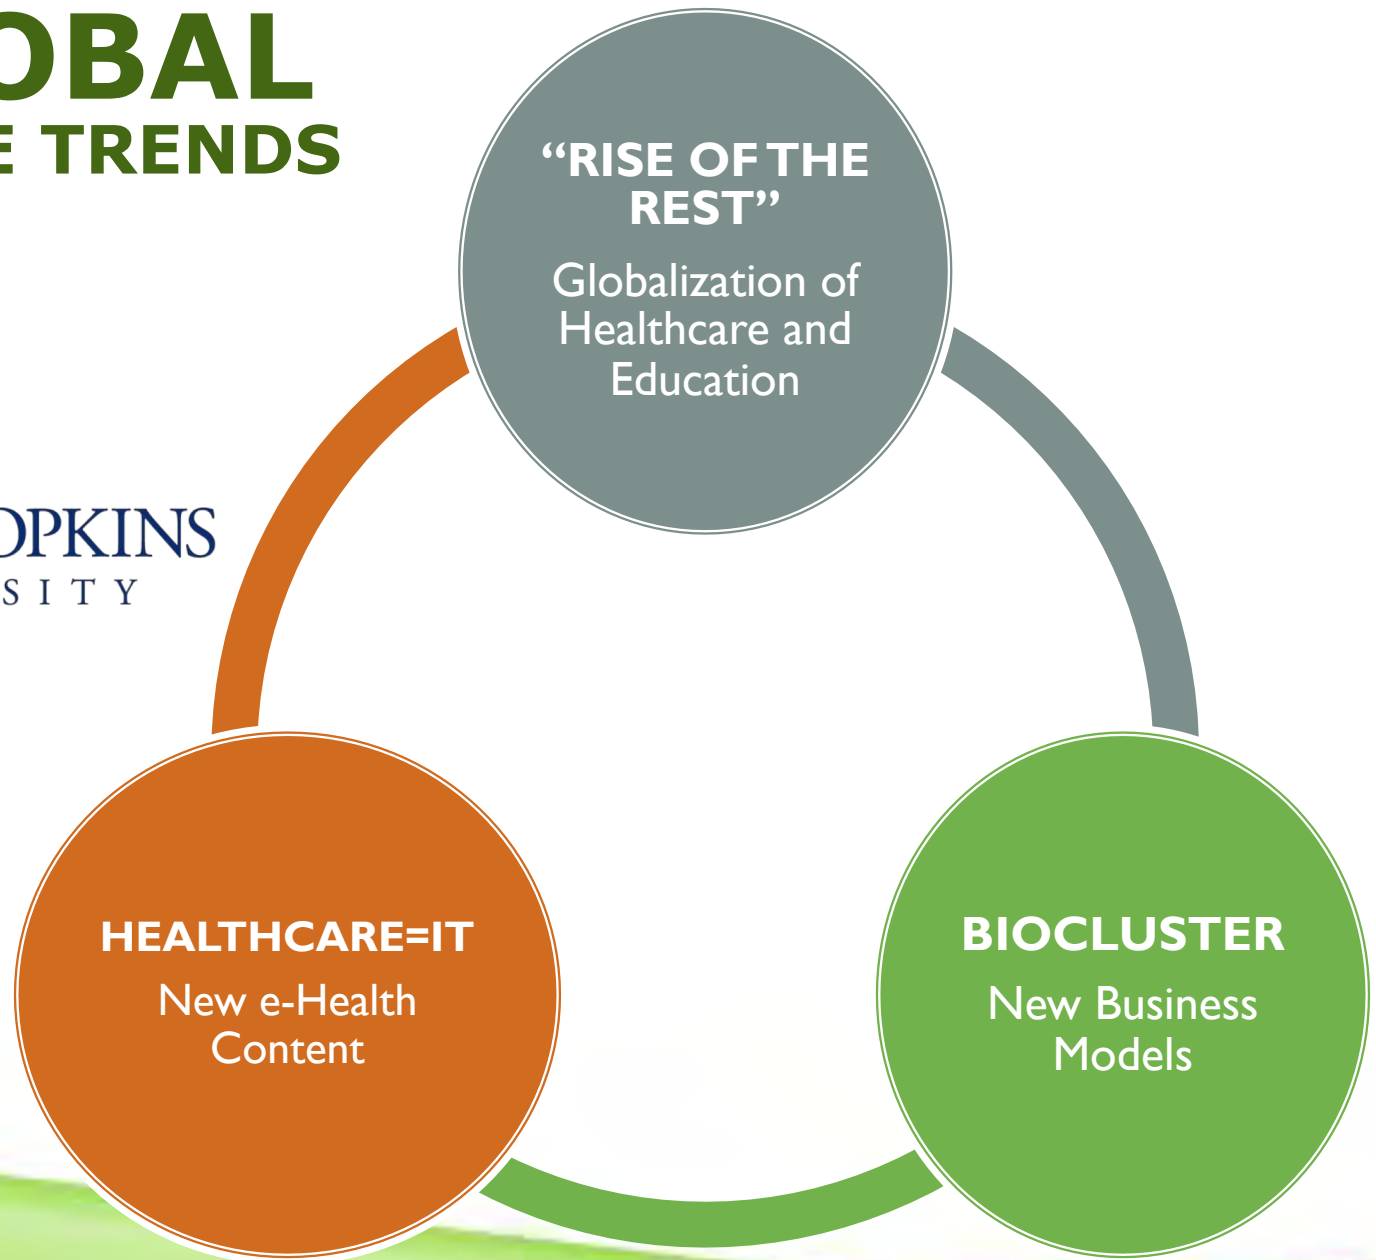 OBAL
E TRENDS
“RISE OF THE
REST”
Globalization of
Healthcare and
Education
OPKINS
SITY
HEALTHCARE=IT
New e-Health
Content
BIOCLUSTER
New Business
Models